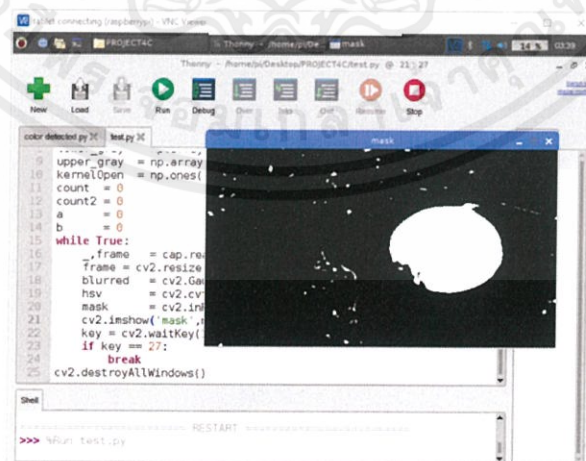 tablet connecting (raspberrypi) - VNC Viewer
PROJECT4C
Thonny - /home/pi/De...
mask
14 %
03:39
Thonny - /home/pi/Desktop/PROJECT4C/test.py @ 21 : 27
New Load Save Run Debug Over Into Out Resume Stop
color detected.py
test.py
mask
9 upper_gray = np.array
10 kernelOpen = np.ones(
11 count = 0
12 count2 = 0
13 a = 0
14 b = 0
15 while True:
16 _,frame = cap.rea
17 frame = cv2.resize
18 blurred = cv2.Gau
19 hsv = cv2.cv
20 mask = cv2.inR
21 cv2.imshow('mask',
22 key = cv2.waitKey(
23 if key == 27:
24 break
25 cv2.destroyAllWindows()
Shell
RESTART
>>> %Run test.py